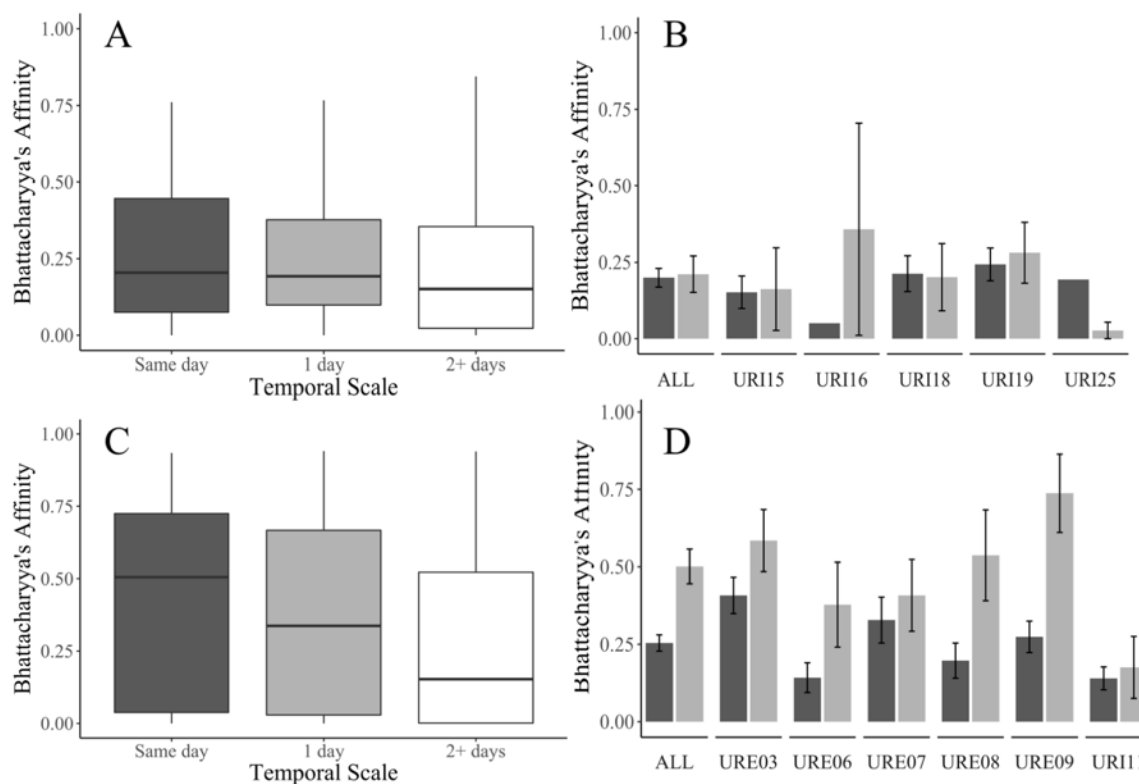 A
Bhattacharyya's Affinity
1.00
0.75
0.50
0.25
0.00
Same day
1 day
2+ days
Temporal Scale
B
Bhattacharyya's Affinity
1.00
0.75
0.50
0.25
0.00
ALL
URI15
URI16
URI18
URI19
URI25
C
Bhattacharyya's Affinity
1.00
0.75
0.50
0.25
0.00
Same day
1 day
2+ days
Temporal Scale
D
Bhattacharyya's Affinity
1.00
0.75
0.50
0.25
0.00
ALL
URE03
URE06
URE07
URE08
URE09